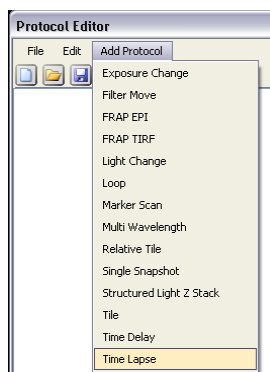 Protocol Editor
File Edit Add Protocol
Exposure Change
Filter Move
FRAP EPI
FRAP TIRF
Light Change
Loop
Marker Scan
Multi Wavelength
Relative Tile
Single Snapshot
Structured Light Z Stack
Tile
Time Delay
Time Lapse